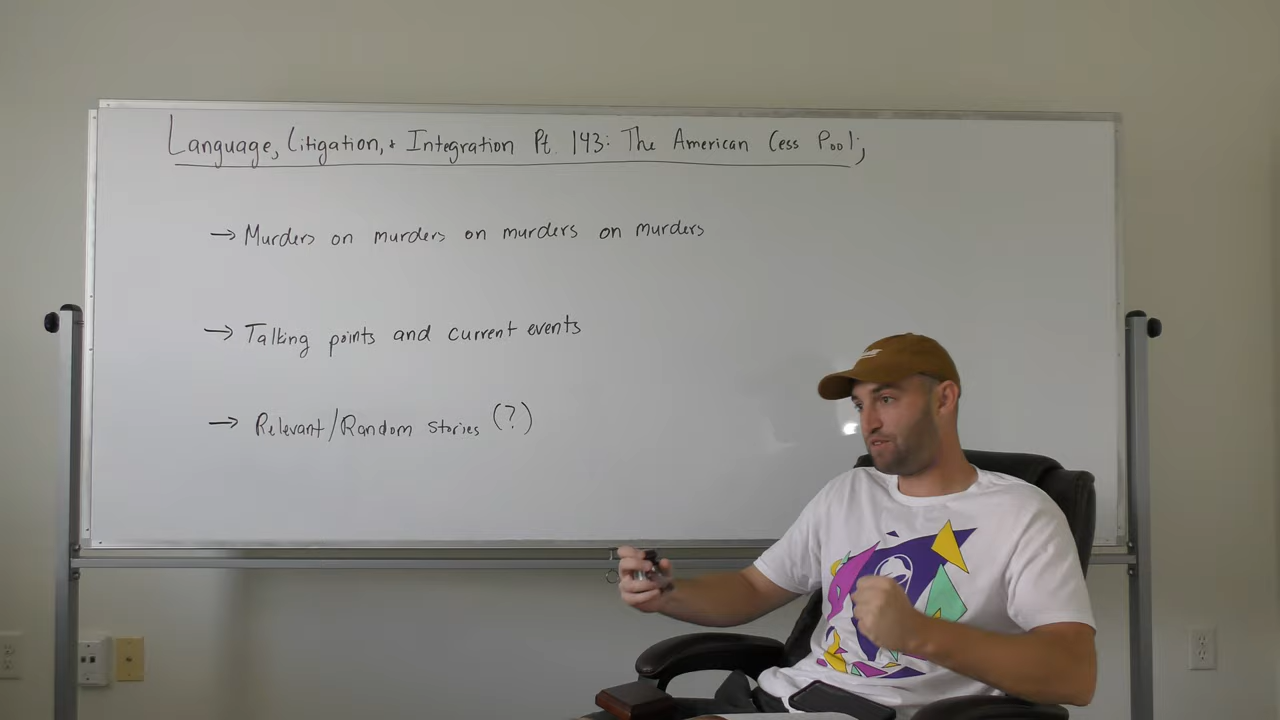 Language, Litigation, + Integration Pt. 143: The American Cess Pool;
→ Murders on murders on murders on murders
→ Talking points and current events
→ Relevant/Random Stories (?)